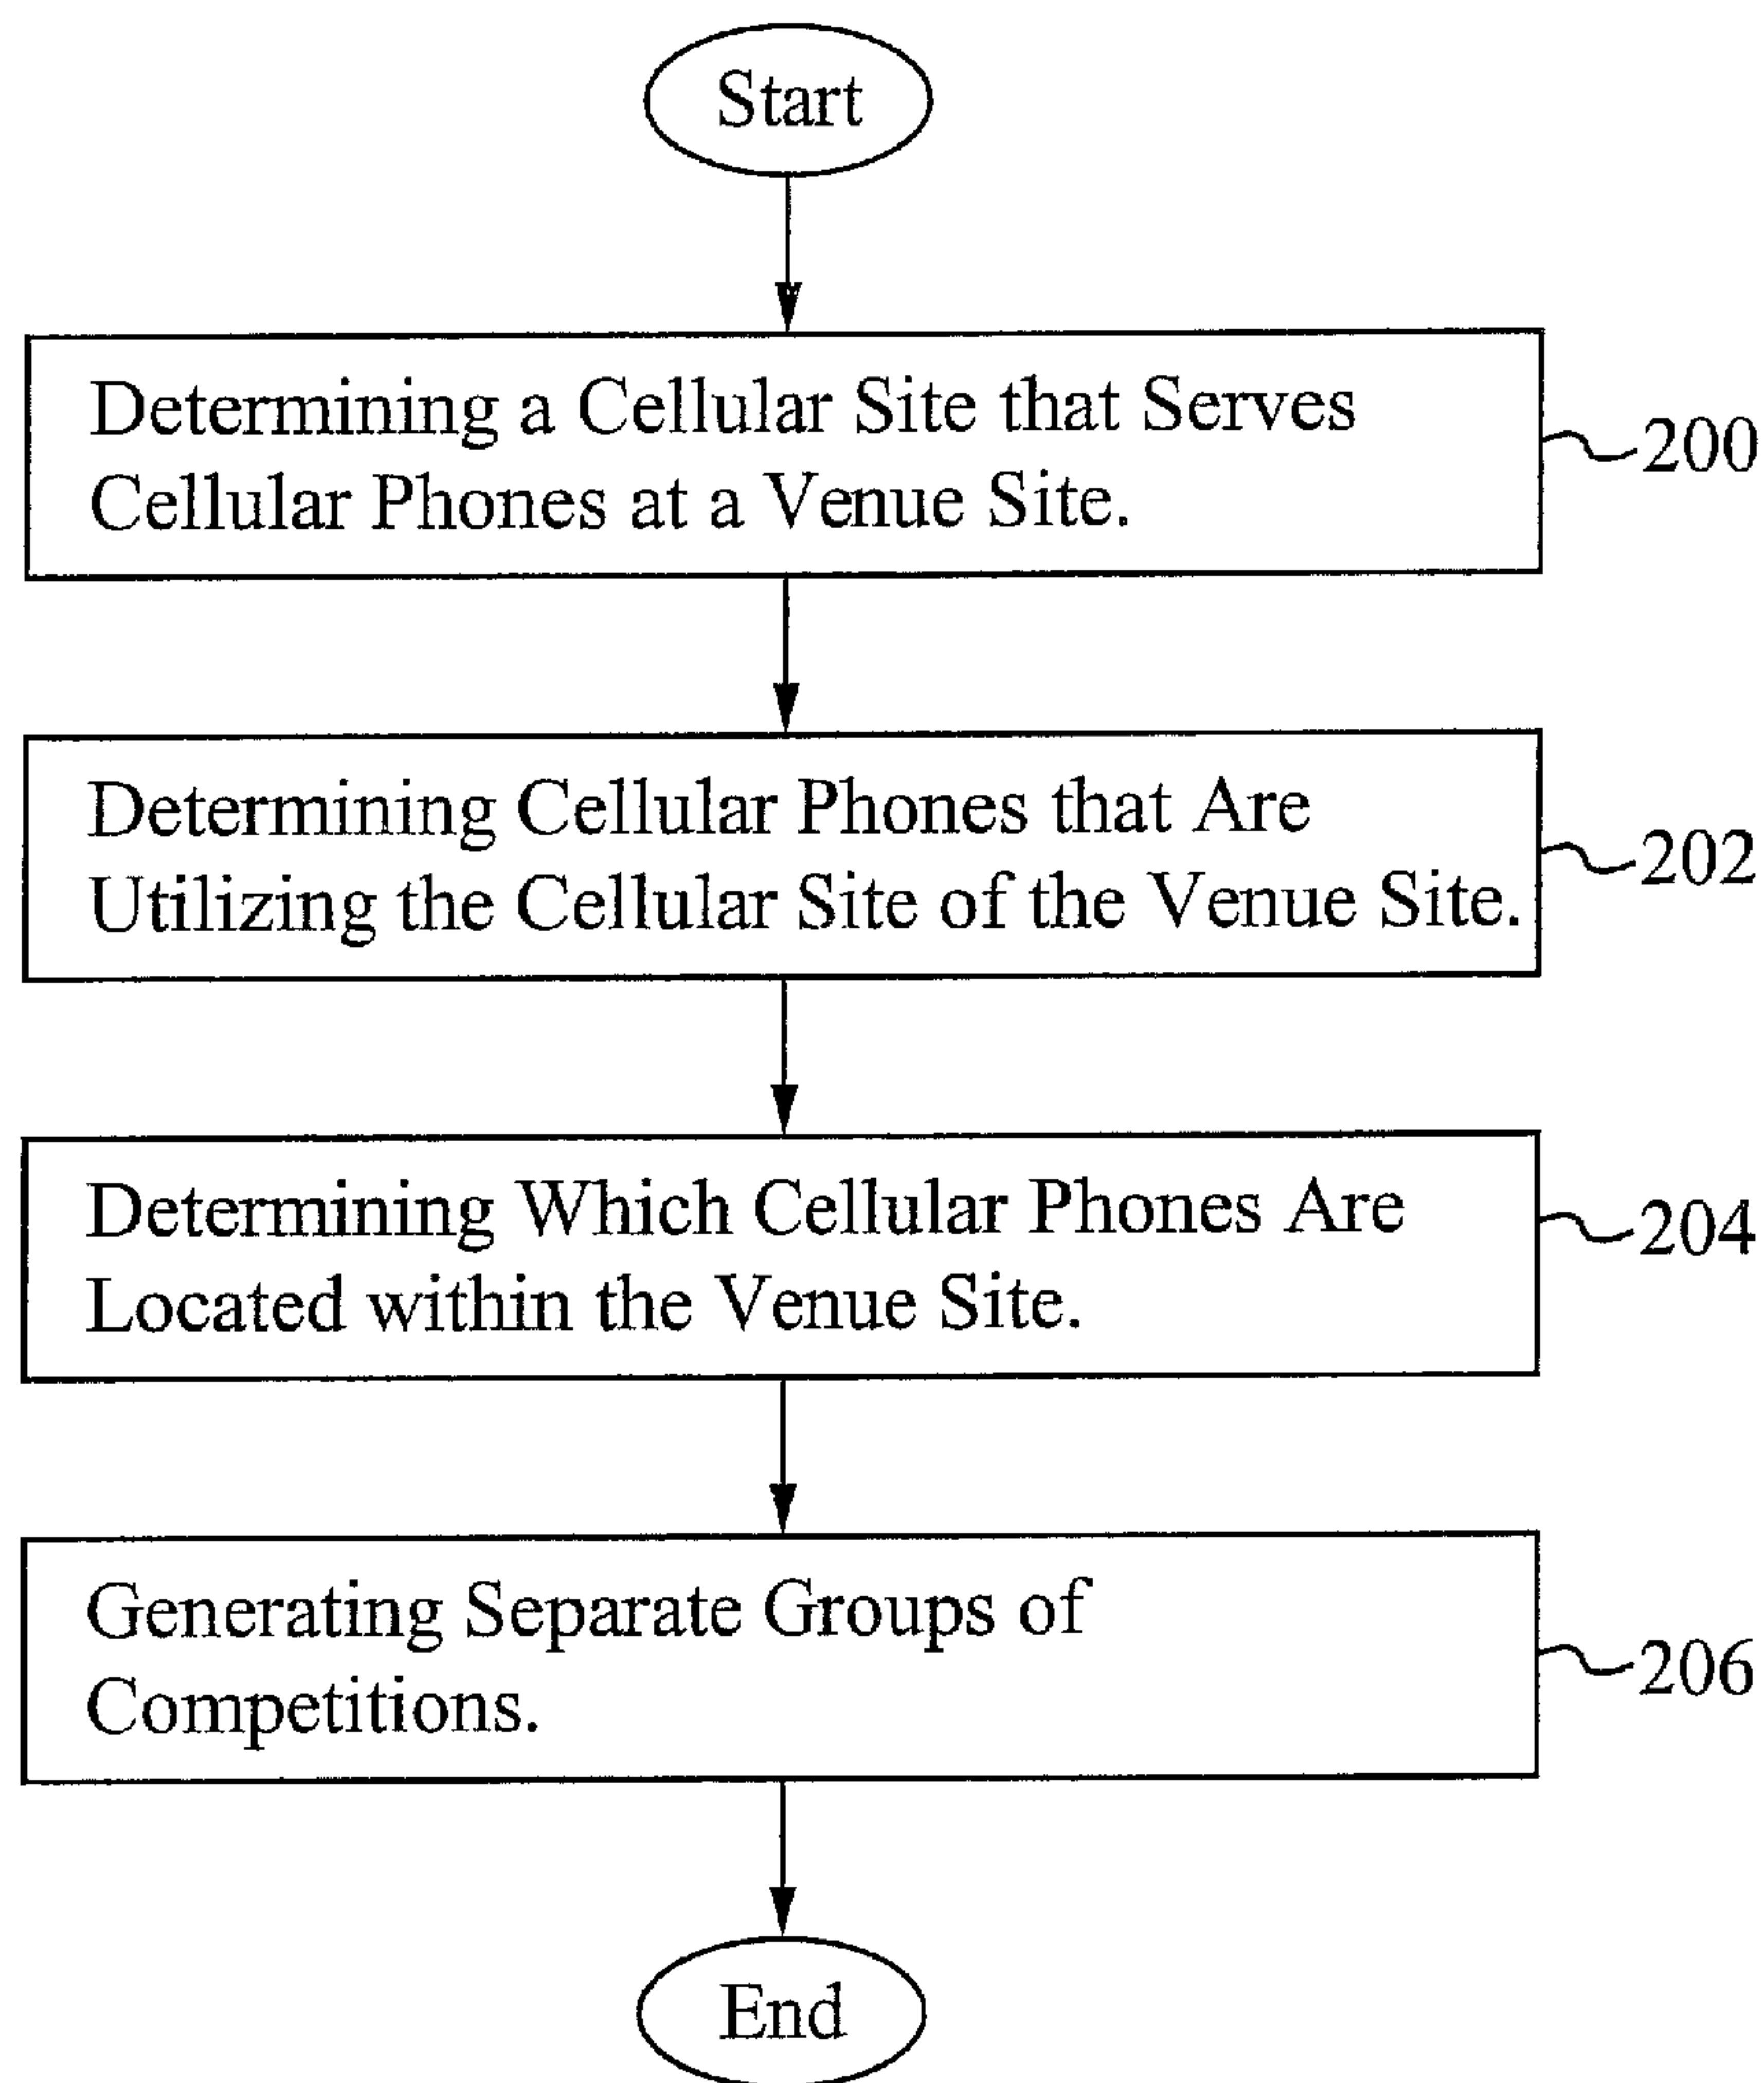 Start
Determining a Cellular Site that Serves
Cellular Phones at a Venue Site.
200
Determining Cellular Phones that Are
Utilizing the Cellular Site of the Venue Site.
202
Determining Which Cellular Phones Are
Located within the Venue Site.
204
Generating Separate Groups of
Competitions.
206
End